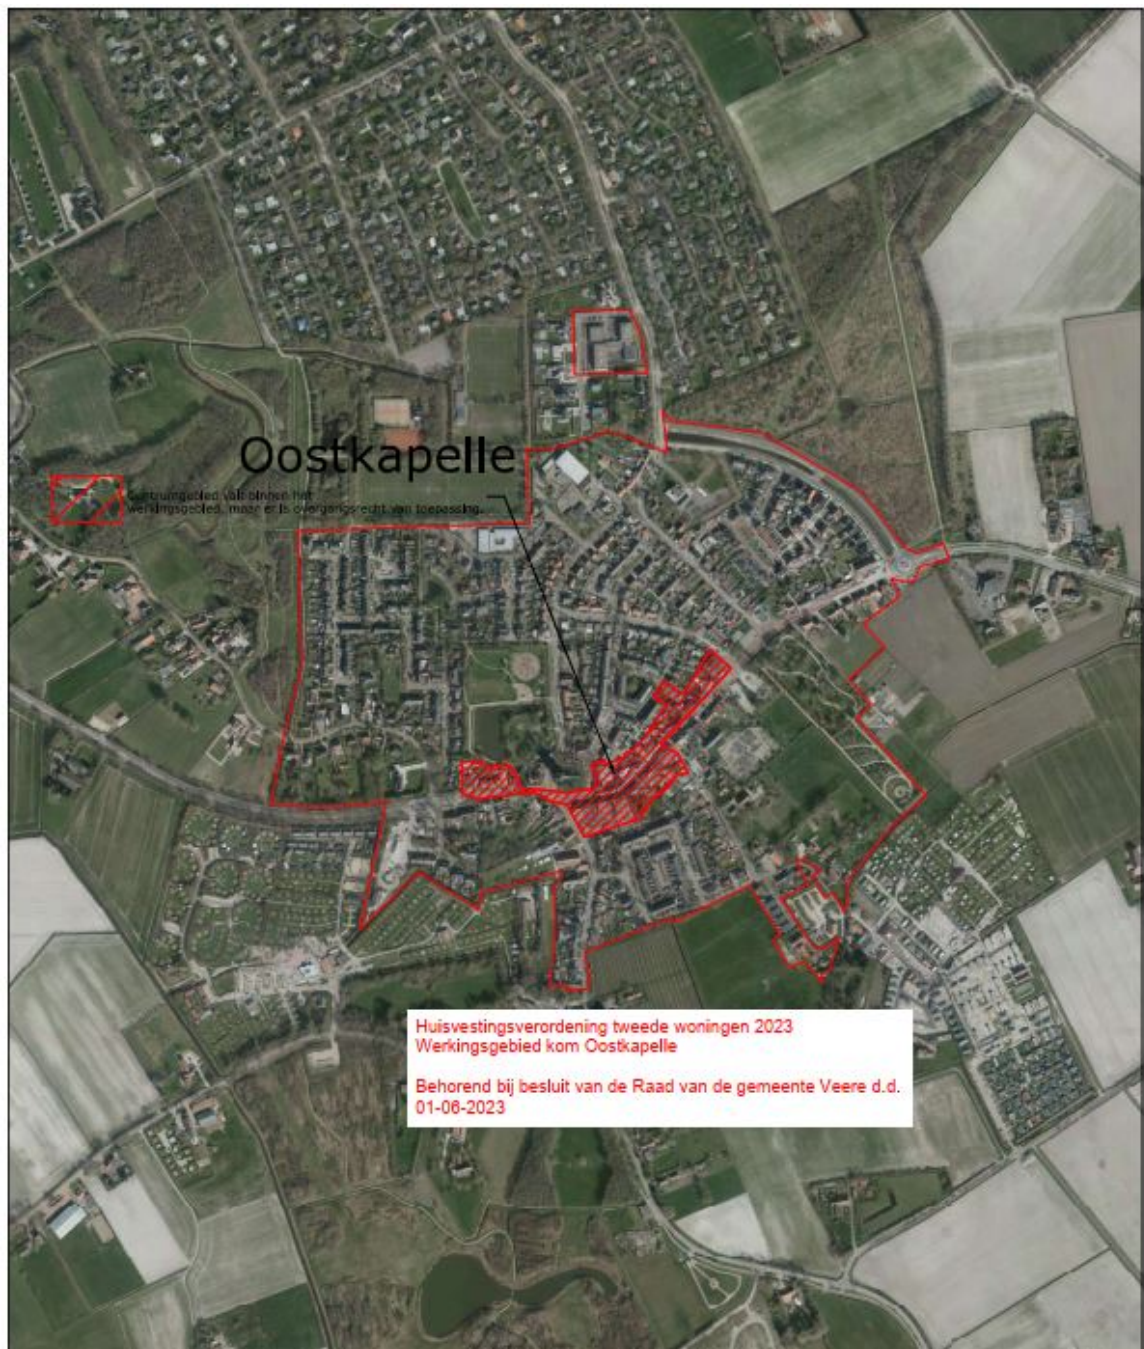 Oostkapelle
Centrumgebied valt binnen het
werkingsgebied, maar er is overgangsrecht van toepassing.
Huisvestingsverordening tweede woningen 2023
Werkingsgebied kom Oostkapelle
Behorend bij besluit van de Raad van de gemeente Veere d.d.
01-06-2023